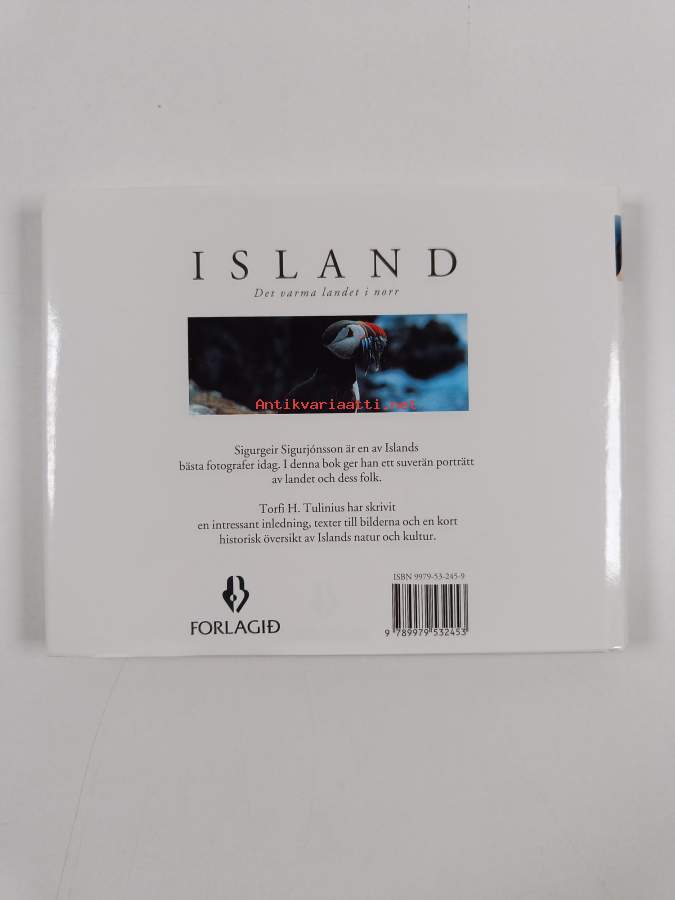 ISLAND
Det varma landet i norr
Antikvariaatti.net
Sigurgeir Sigurjónsson är en av Islands
bästa fotografer idag. I denna bok ger han ett suverän porträtt
av landet och dess folk.
Torfi H. Tulinius har skrivit
en intressant inledning, texter till bilderna och en kort
historisk översikt av Islands natur och kultur.
ISBN 9979-53-245-9
FORLAGIÐ
9 789979 532453